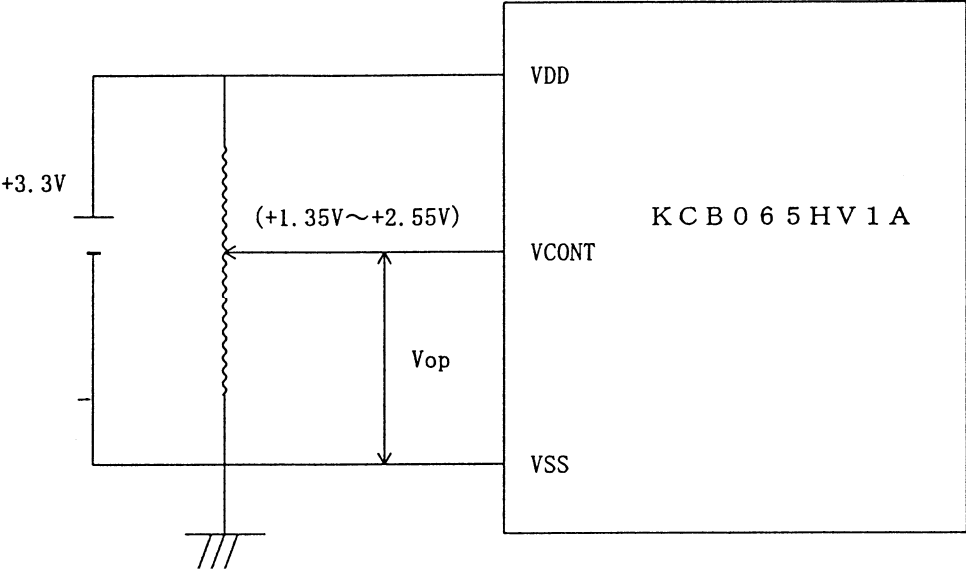 VDD
+3.3V
(+1.35V～+2.55V)
KCB065HV1A
VCONT
Vop
VSS